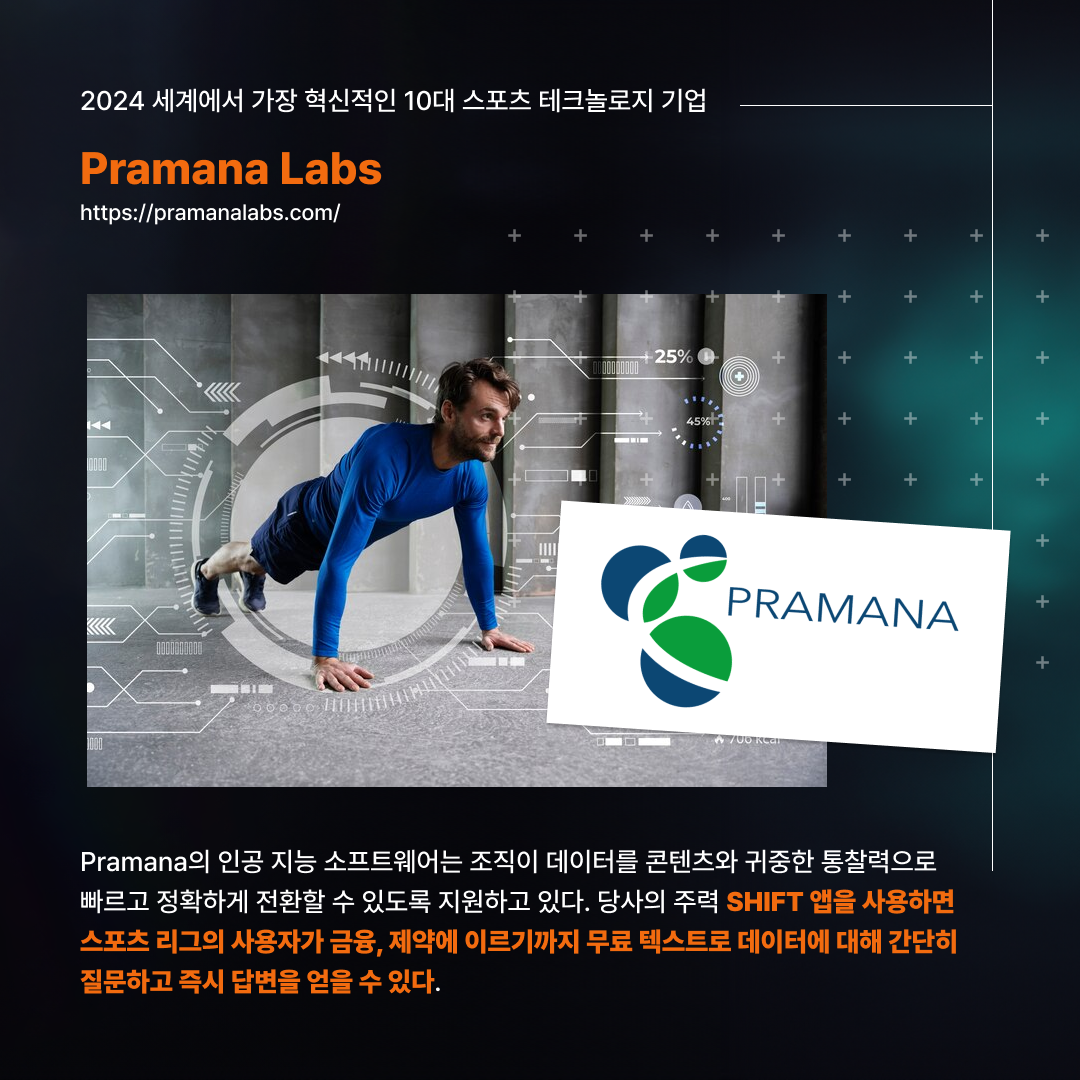 2024 세계에서 가장 혁신적인 10대 스포츠 테크놀로지 기업
Pramana Labs
https://pramanalabs.com/
25%
45%
400
PRAMANA
706 kcal
Pramana의 인공 지능 소프트웨어는 조직이 데이터를 콘텐츠와 귀중한 통찰력으로
빠르고 정확하게 전환할 수 있도록 지원하고 있다. 당사의 주력 SHIFT 앱을 사용하면
스포츠 리그의 사용자가 금융, 제약에 이르기까지 무료 텍스트로 데이터에 대해 간단히
질문하고 즉시 답변을 얻을 수 있다.